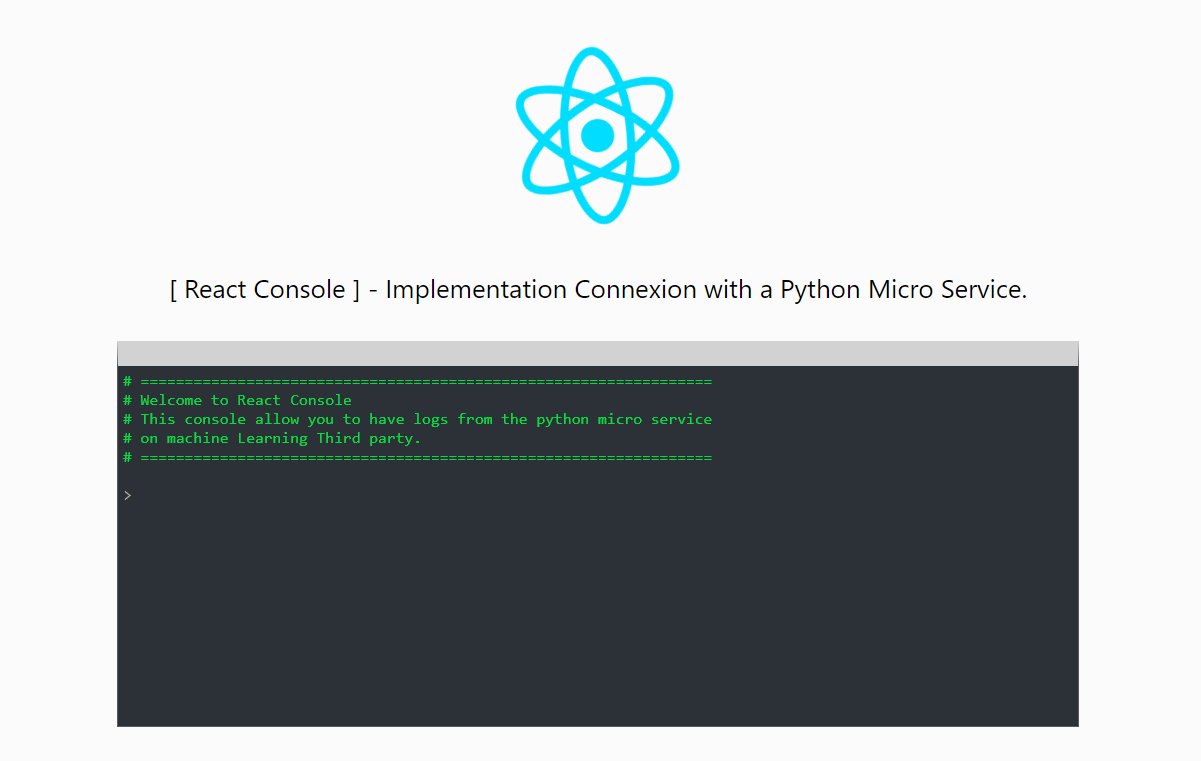 [ React Console ] - Implementation Connexion with a Python Micro Service.
# =================================================================
# Welcome to React Console
# This console allow you to have logs from the python micro service
# on machine Learning Third party.
# =================================================================
>